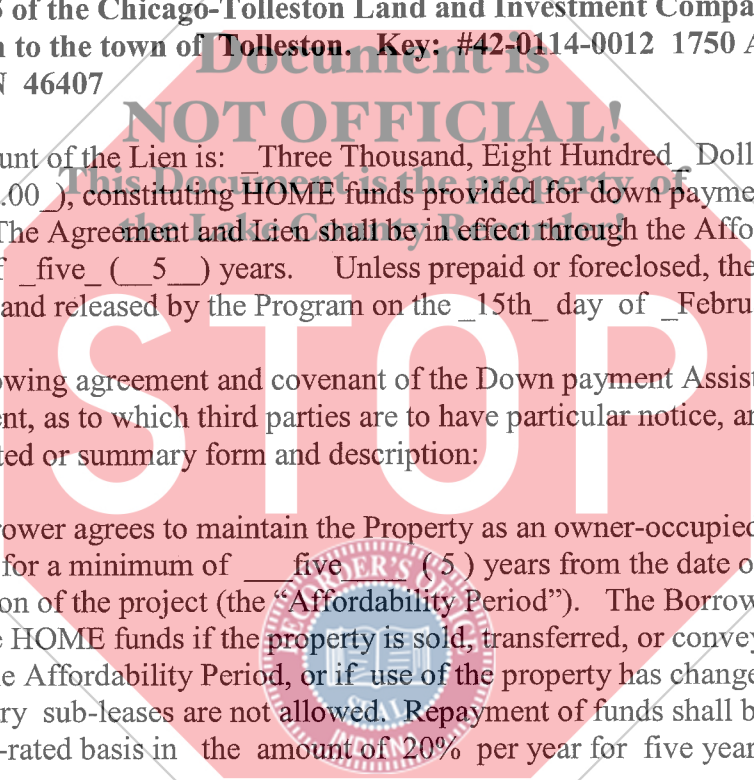 5 of the Chicago-Tolleston Land and Investment Compa
n to the town of Tolleston. Key: #42-0114-0012 1750 A
N 46407
Document is
NOT OFFICIAL!
This Document is the property of
the Lake County Recorder!
unt of the Lien is: _Three Thousand, Eight Hundred_ Doll
.00_), constituting HOME funds provided for down payme
The Agreement and Lien shall be in effect through the Affo
f _five_ (__5__) years. Unless prepaid or foreclosed, the
and released by the Program on the _15th_ day of _Febru
STOP
owing agreement and covenant of the Down payment Assist
ent, as to which third parties are to have particular notice, ar
ted or summary form and description:
rower agrees to maintain the Property as an owner-occupied
for a minimum of ___five____ ( 5 ) years from the date o
on of the project (the “Affordability Period”). The Borrow
e HOME funds if the property is sold, transferred, or convey
e Affordability Period, or if use of the property has change
ry sub-leases are not allowed. Repayment of funds shall b
-rated basis in the amount of 20% per year for five year
RECORDER'S OFFICE
SEAL
INDIANA